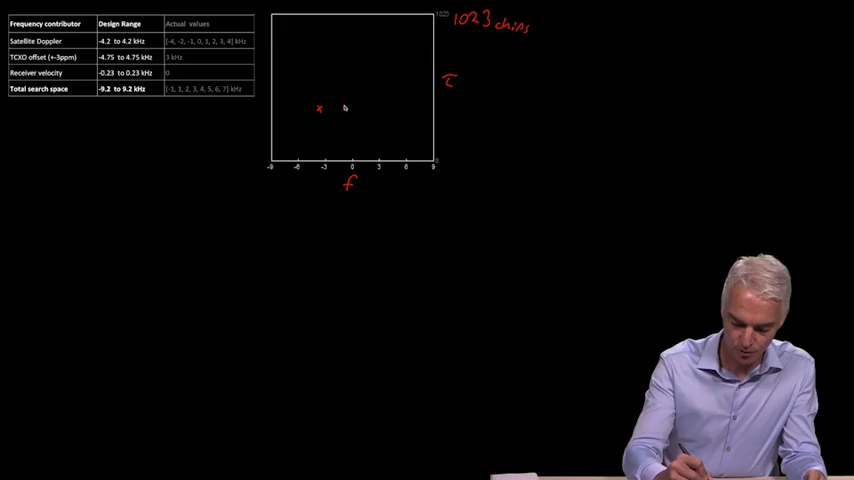 Frequency contributor Design Range Actual values
Satellite Doppler -4.2 to 4.2 kHz [-4, -2, -1, 0, 1, 2, 3, 4] kHz
TCXO offset (+-3ppm) -4.75 to 4.75 kHz 3 kHz
Receiver velocity -0.23 to 0.23 kHz 0
Total search space -9.2 to 9.2 kHz [-1, 1, 2, 3, 4, 5, 6, 7] kHz
1023
1023 chips
τ
x
0
-9 -6 -3 0 3 6 9
f